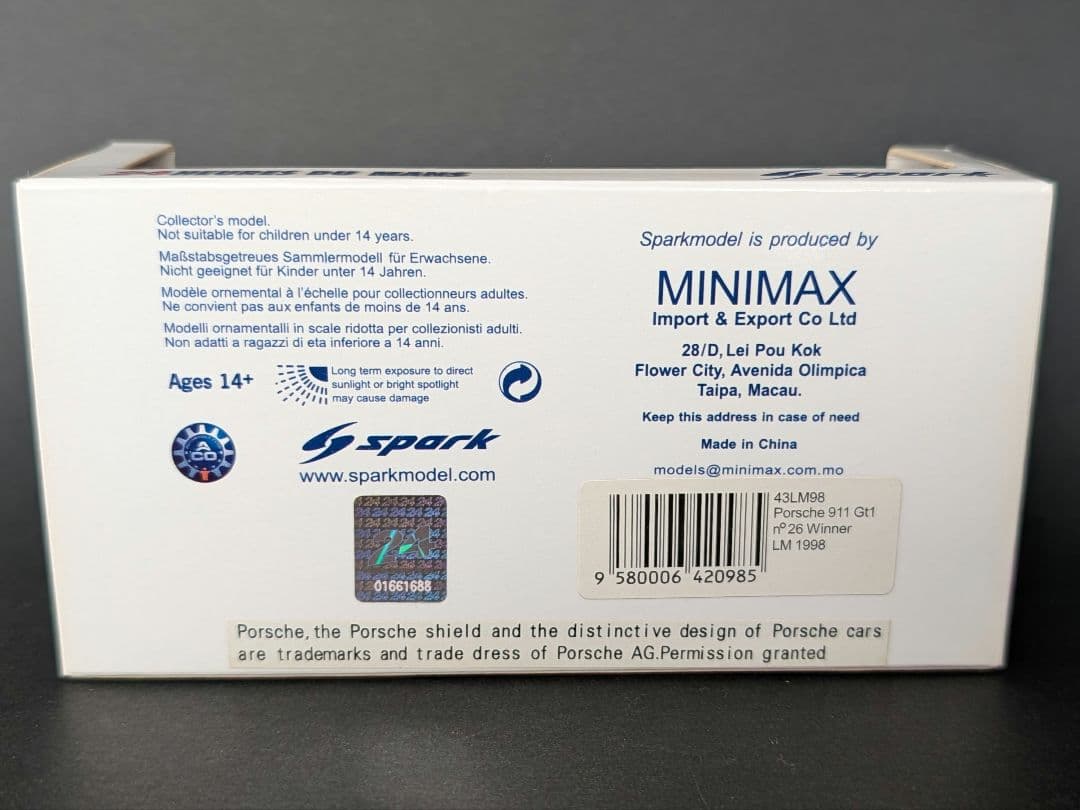 24 HEURES DU MANS
spark
Collector's model.
Not suitable for children under 14 years.
Maßstabsgetreues Sammlermodell für Erwachsene.
Nicht geeignet für Kinder unter 14 Jahren.
Modèle ornemental à l'échelle pour collectionneurs adultes.
Ne convient pas aux enfants de moins de 14 ans.
Modelli ornamentalli in scale ridotta per collezionisti adulti.
Non adatti a ragazzi di eta inferiore a 14 anni.
Ages 14+
Long term exposure to direct
sunlight or bright spotlight
may cause damage
ACO
spark
www.sparkmodel.com
01661688
Sparkmodel is produced by
MINIMAX
Import & Export Co Ltd
28/D, Lei Pou Kok
Flower City, Avenida Olimpica
Taipa, Macau.
Keep this address in case of need
Made in China
models@minimax.com.mo
43LM98
Porsche 911 Gt1
nº26 Winner
LM 1998
9 580006 420985
Porsche, the Porsche shield and the distinctive design of Porsche cars
are trademarks and trade dress of Porsche AG.Permission granted